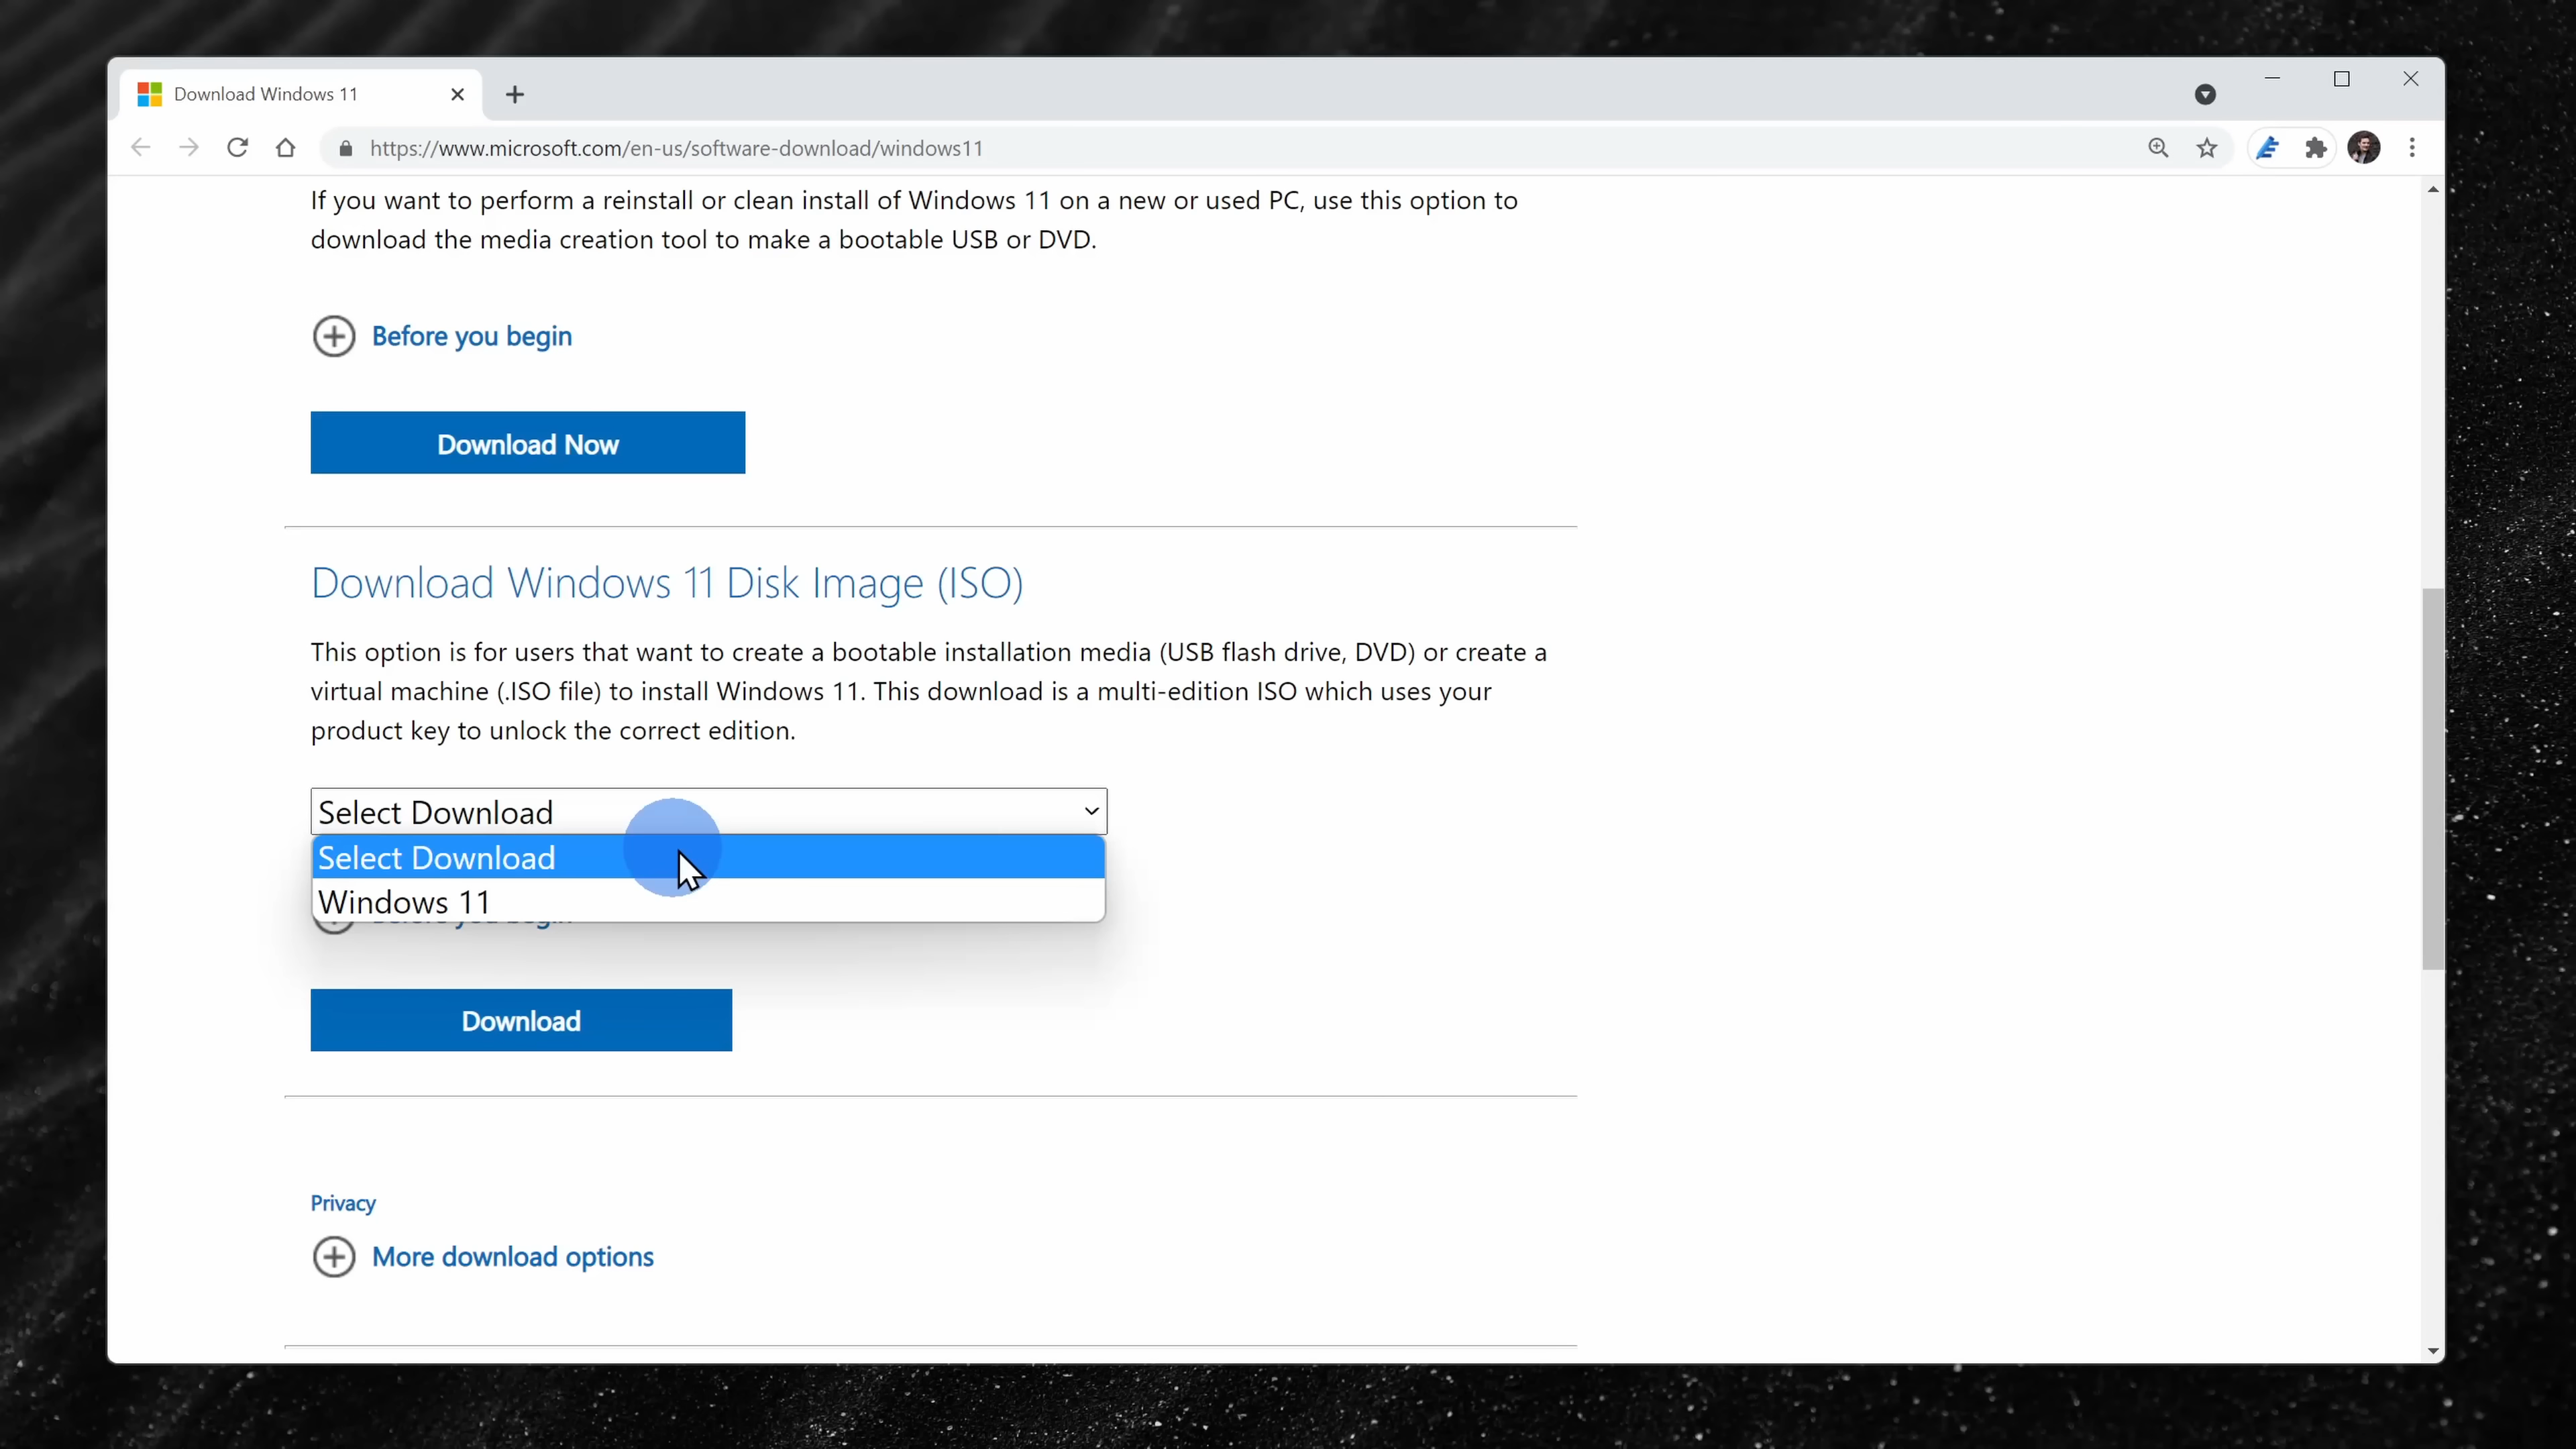 Download Windows 11
https://www.microsoft.com/en-us/software-download/windows11
If you want to perform a reinstall or clean install of Windows 11 on a new or used PC, use this option to
download the media creation tool to make a bootable USB or DVD.
Before you begin
Download Now
Download Windows 11 Disk Image (ISO)
This option is for users that want to create a bootable installation media (USB flash drive, DVD) or create a
virtual machine (.ISO file) to install Windows 11. This download is a multi-edition ISO which uses your
product key to unlock the correct edition.
Select Download
Select Download
Windows 11
Before you begin
Download
Privacy
More download options